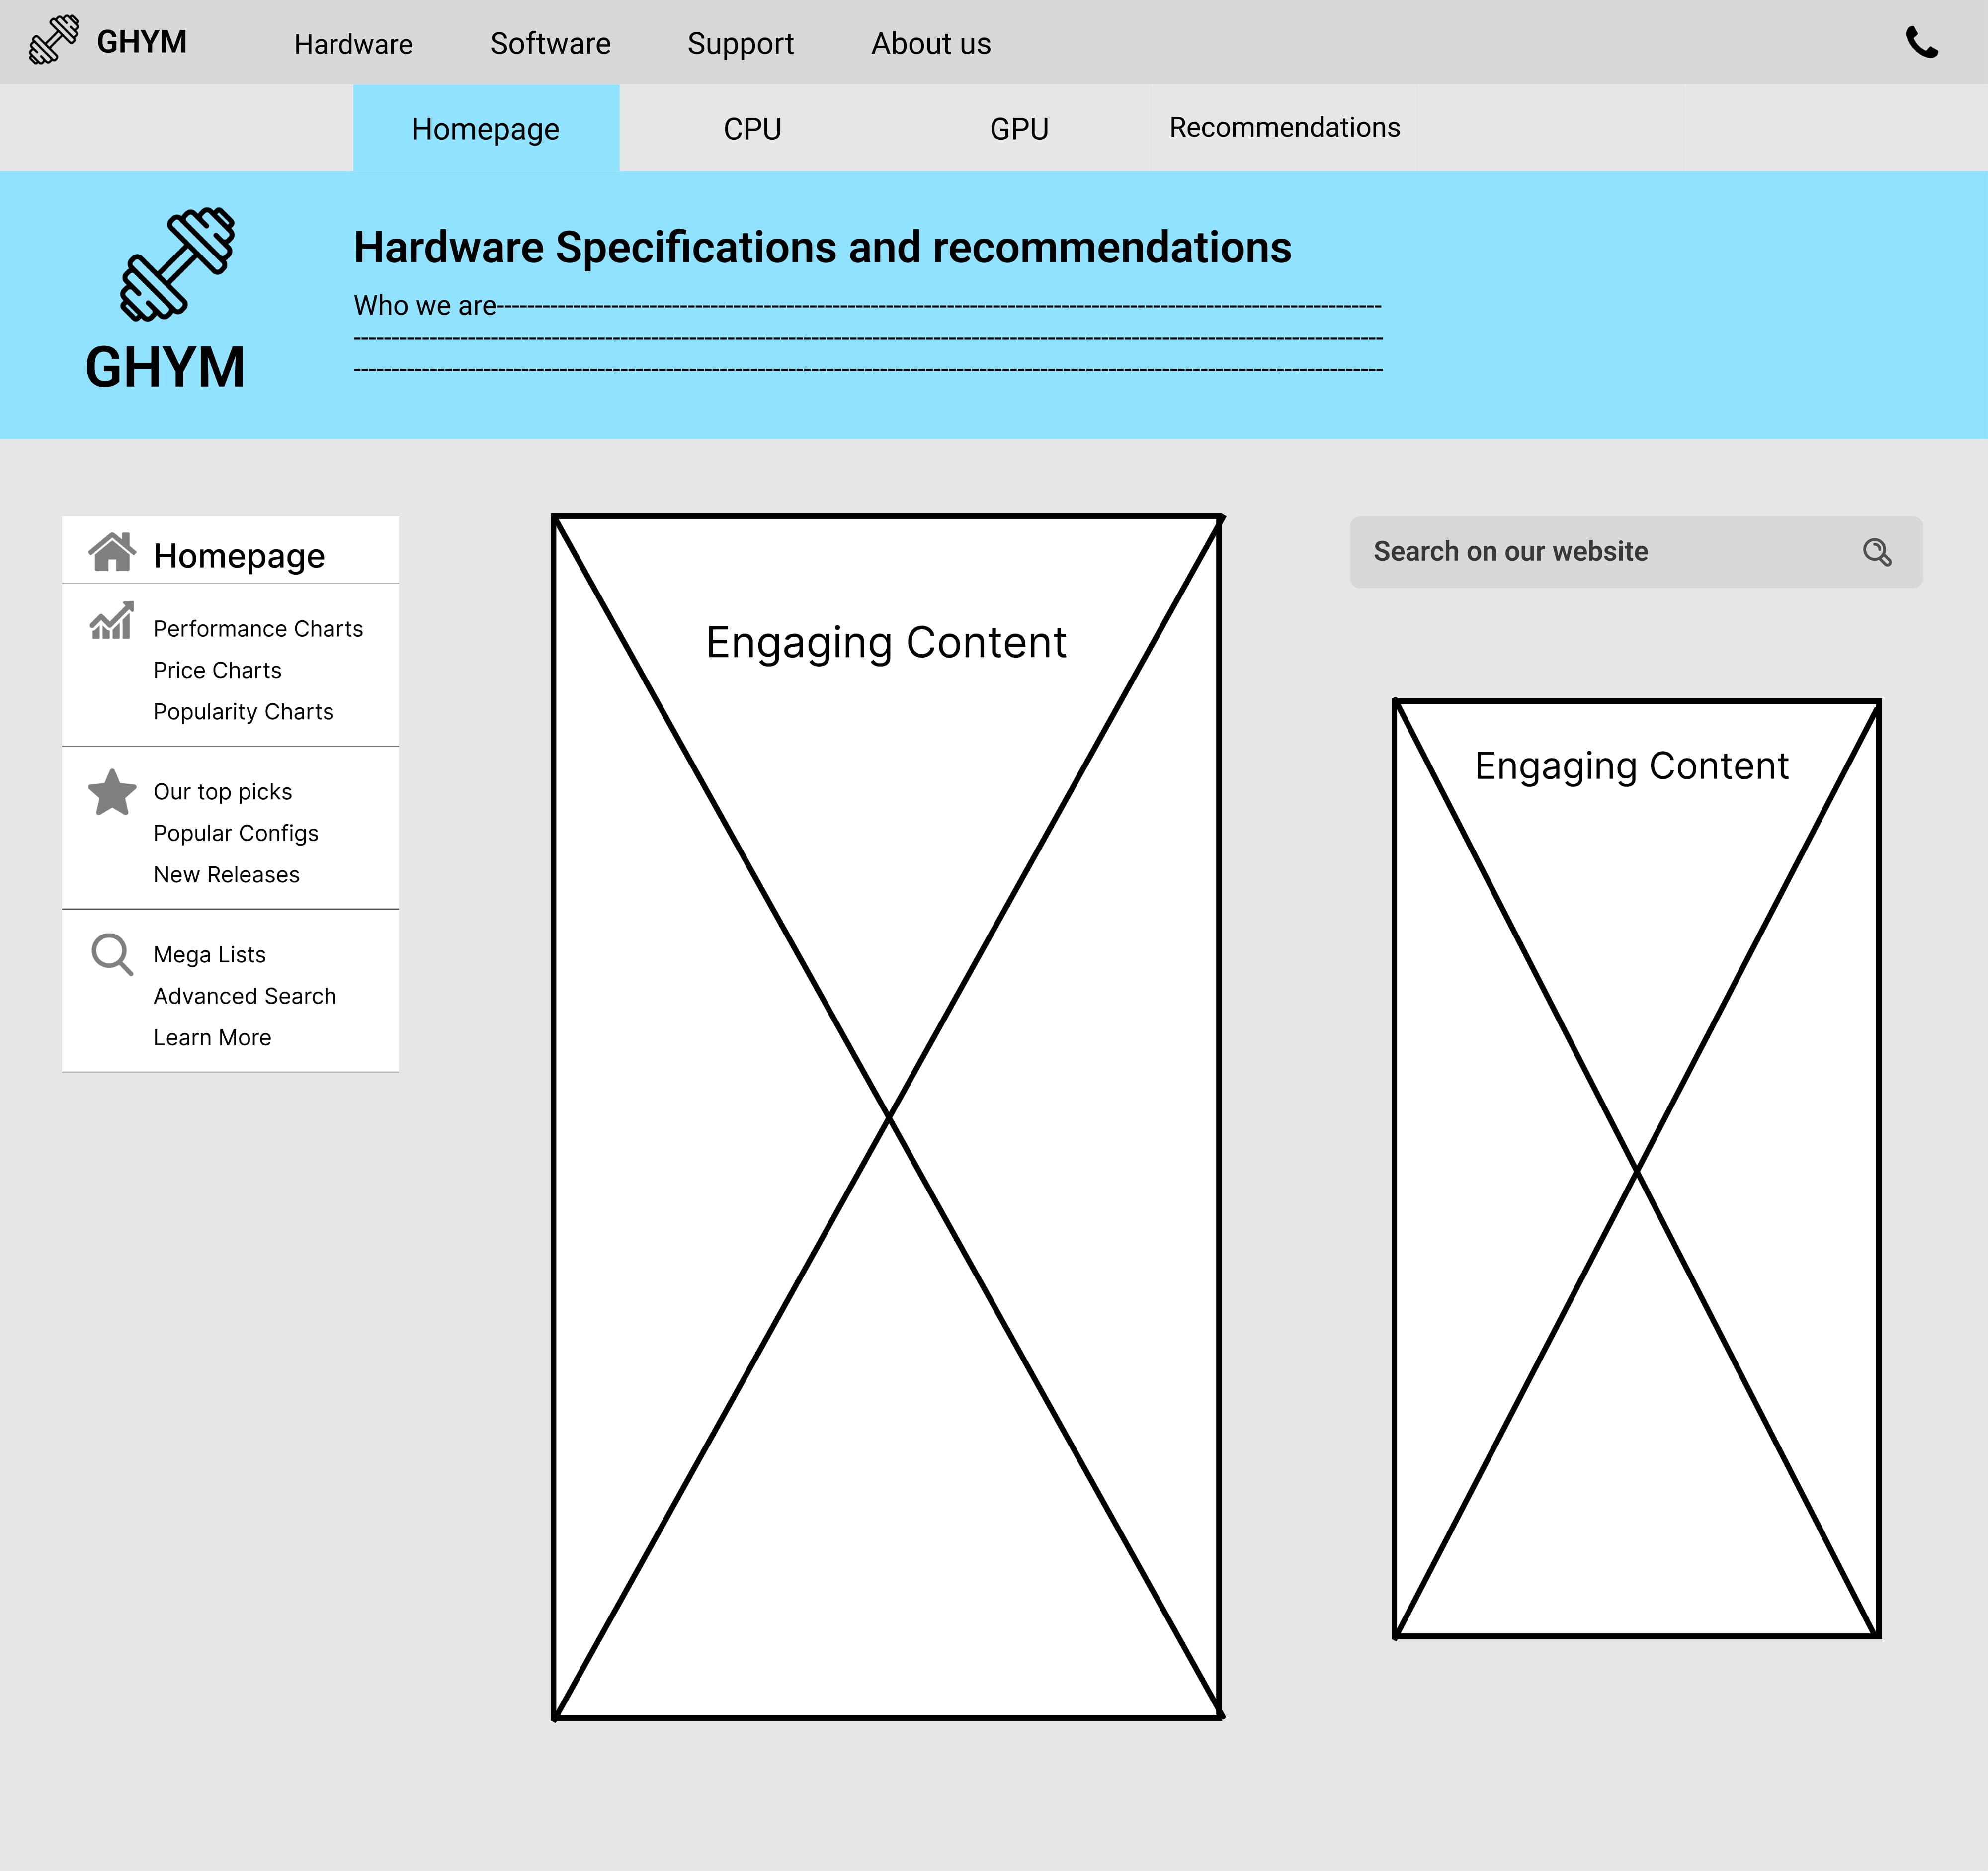 GHYM
Hardware Software Support About us
Homepage CPU GPU Recommendations
GHYM
Hardware Specifications and recommendations
Who we are-----------------------------------------------------------------------------------------------------------------------
-------------------------------------------------------------------------------------------------------------------------------------------
-------------------------------------------------------------------------------------------------------------------------------------------
Homepage
Performance Charts
Price Charts
Popularity Charts
Our top picks
Popular Configs
New Releases
Mega Lists
Advanced Search
Learn More
Engaging Content
Search on our website
Engaging Content